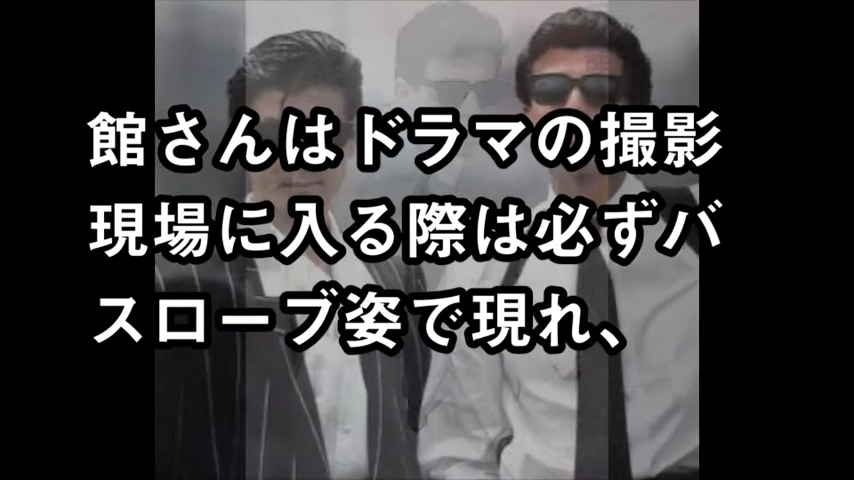 館さんはドラマの撮影
現場に入る際は必ずバ
スローブ姿で現れ、